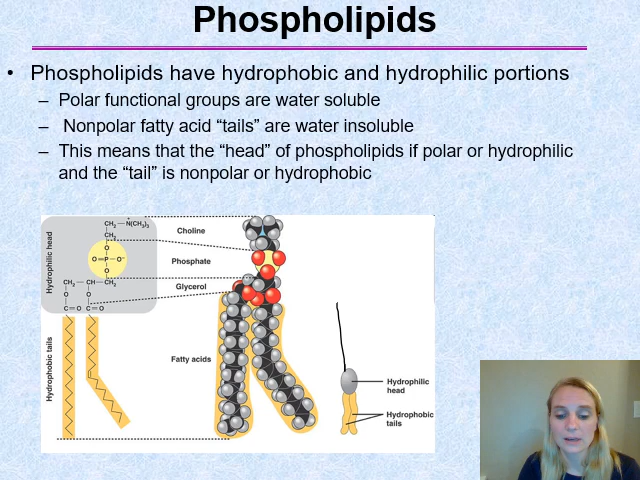 Phospholipids
• Phospholipids have hydrophobic and hydrophilic portions
– Polar functional groups are water soluble
– Nonpolar fatty acid “tails” are water insoluble
– This means that the “head” of phospholipids if polar or hydrophilic
and the “tail” is nonpolar or hydrophobic
Hydrophilic head
CH₂ — N(CH₃)₃
+
CH₂
O
O = P — O⁻
O
CH₂ — CH — CH₂
O O
C = O C = O
Choline
Phosphate
Glycerol
Hydrophobic tails
Fatty acids
Hydrophilic
head
Hydrophobic
tails